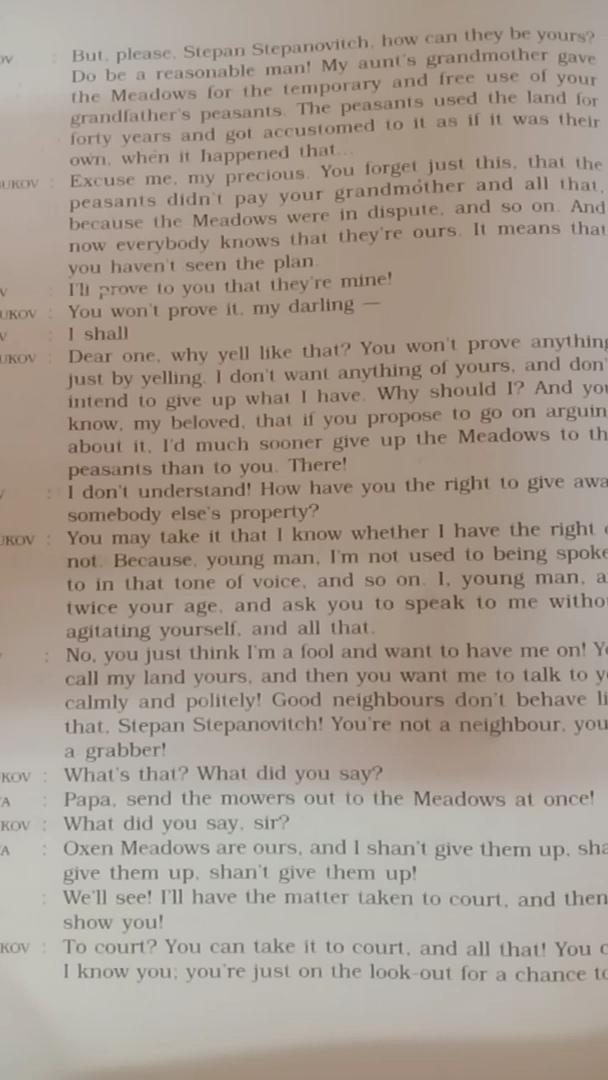 OV : But, please, Stepan Stepanovitch, how can they be yours?
Do be a reasonable man! My aunt's grandmother gave
the Meadows for the temporary and free use of your
grandfather's peasants. The peasants used the land for
forty years and got accustomed to it as if it was their
own, when it happened that...
UKOV : Excuse me, my precious. You forget just this, that the
peasants didn't pay your grandmother and all that,
because the Meadows were in dispute, and so on. And
now everybody knows that they're ours. It means that
you haven't seen the plan.
V : I'll prove to you that they're mine!
UKOV : You won't prove it, my darling —
V : I shall
UKOV : Dear one, why yell like that? You won't prove anything
just by yelling. I don't want anything of yours, and don'
intend to give up what I have. Why should I? And you
know, my beloved, that if you propose to go on arguin
about it, I'd much sooner give up the Meadows to th
peasants than to you. There!
: I don't understand! How have you the right to give awa
somebody else's property?
UKOV : You may take it that I know whether I have the right
not. Because, young man, I'm not used to being spoke
to in that tone of voice, and so on. I, young man, a
twice your age, and ask you to speak to me withou
agitating yourself, and all that.
: No, you just think I'm a fool and want to have me on! Y
call my land yours, and then you want me to talk to y
calmly and politely! Good neighbours don't behave li
that, Stepan Stepanovitch! You're not a neighbour, you
a grabber!
KOV : What's that? What did you say?
A : Papa, send the mowers out to the Meadows at once!
KOV : What did you say, sir?
A : Oxen Meadows are ours, and I shan't give them up, sha
give them up, shan't give them up!
: We'll see! I'll have the matter taken to court, and then
show you!
KOV : To court? You can take it to court, and all that! You c
I know you; you're just on the look-out for a chance to